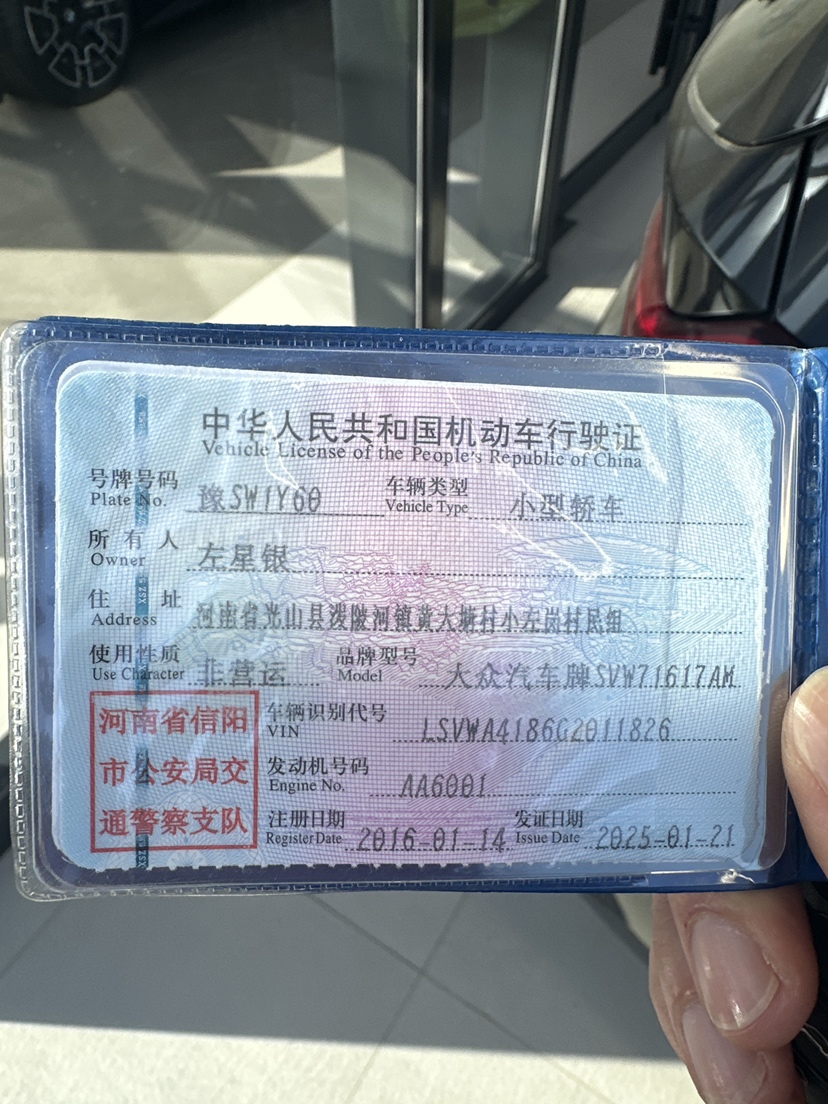 中华人民共和国机动车行驶证
Vehicle License of the People's Republic of China
号牌号码 豫SW1Y60 车辆类型 小型轿车
Plate No. Vehicle Type
所有人 左星银
Owner
住址 河南省光山县泼陂河镇黄大塘村小左岗村民组
Address
使用性质 非营运 品牌型号 大众汽车牌SVW71617AM
Use Character Model
河南省信阳
市公安局交
通警察支队
车辆识别代号 LSVWA4186G2011826
VIN
发动机号码 AA6001
Engine No.
注册日期 2016-01-14 发证日期 2025-01-21
Register Date Issue Date